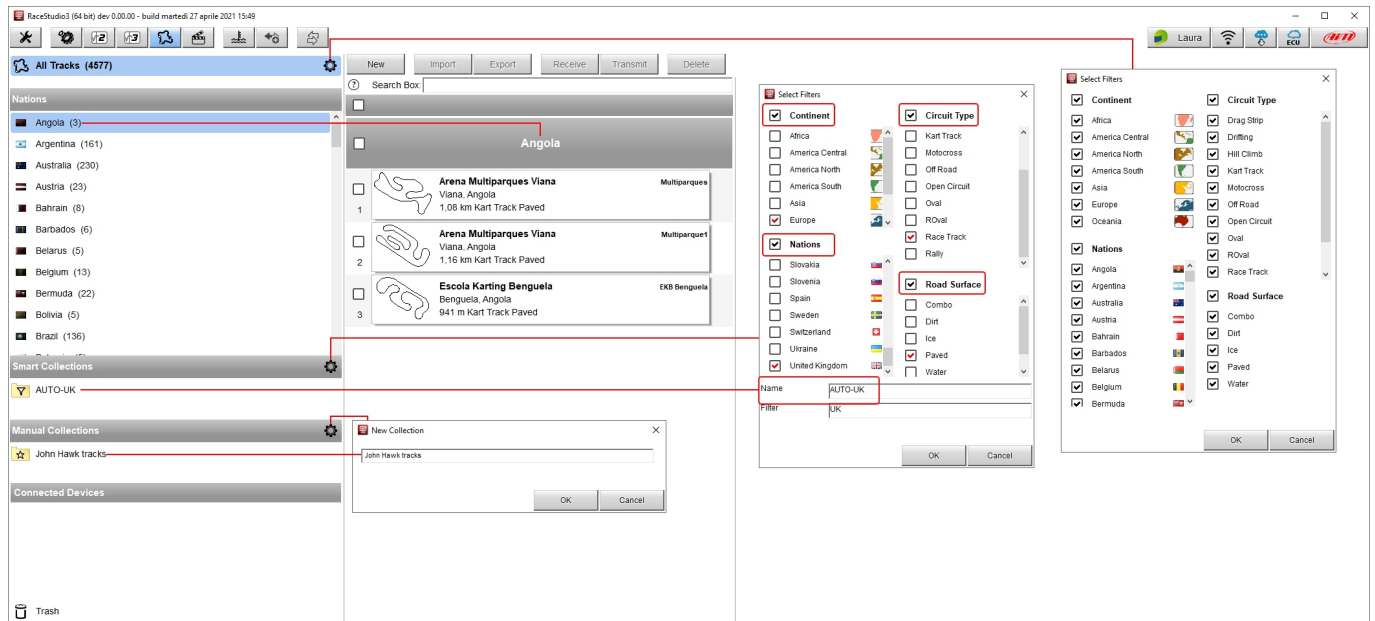 RaceStudio3 (64 bit) dev 0.00.00 - build martedì 27 aprile 2021 15:49
Laura
ECU
All Tracks (4577)
Nations
Angola (3)
Argentina (161)
Australia (230)
Austria (23)
Bahrain (8)
Barbados (6)
Belarus (5)
Belgium (13)
Bermuda (22)
Bolivia (5)
Brazil (136)
Smart Collections
AUTO-UK
Manual Collections
John Hawk tracks
Connected Devices
Trash
New
Import
Export
Receive
Transmit
Delete
Search Box:
Angola
1
Arena Multiparques Viana
Multiparques
Viana, Angola
1,08 km Kart Track Paved
2
Arena Multiparques Viana
Multiparque1
Viana, Angola
1,16 km Kart Track Paved
3
Escola Karting Benguela
EKB Benguela
Benguela, Angola
941 m Kart Track Paved
New Collection
John Hawk tracks
OK
Cancel
Select Filters
Continent
Africa
America Central
America North
America South
Asia
Europe
Nations
Slovakia
Slovenia
Spain
Sweden
Switzerland
Ukraine
United Kingdom
Circuit Type
Kart Track
Motocross
Off Road
Open Circuit
Oval
ROval
Race Track
Rally
Road Surface
Combo
Dirt
Ice
Paved
Water
Name
AUTO-UK
Filter
UK
OK
Cancel
Select Filters
Continent
Africa
America Central
America North
America South
Asia
Europe
Oceania
Nations
Angola
Argentina
Australia
Austria
Bahrain
Barbados
Belarus
Belgium
Bermuda
Circuit Type
Drag Strip
Drifting
Hill Climb
Kart Track
Motocross
Off Road
Open Circuit
Oval
ROval
Race Track
Road Surface
Combo
Dirt
Ice
Paved
Water
OK
Cancel